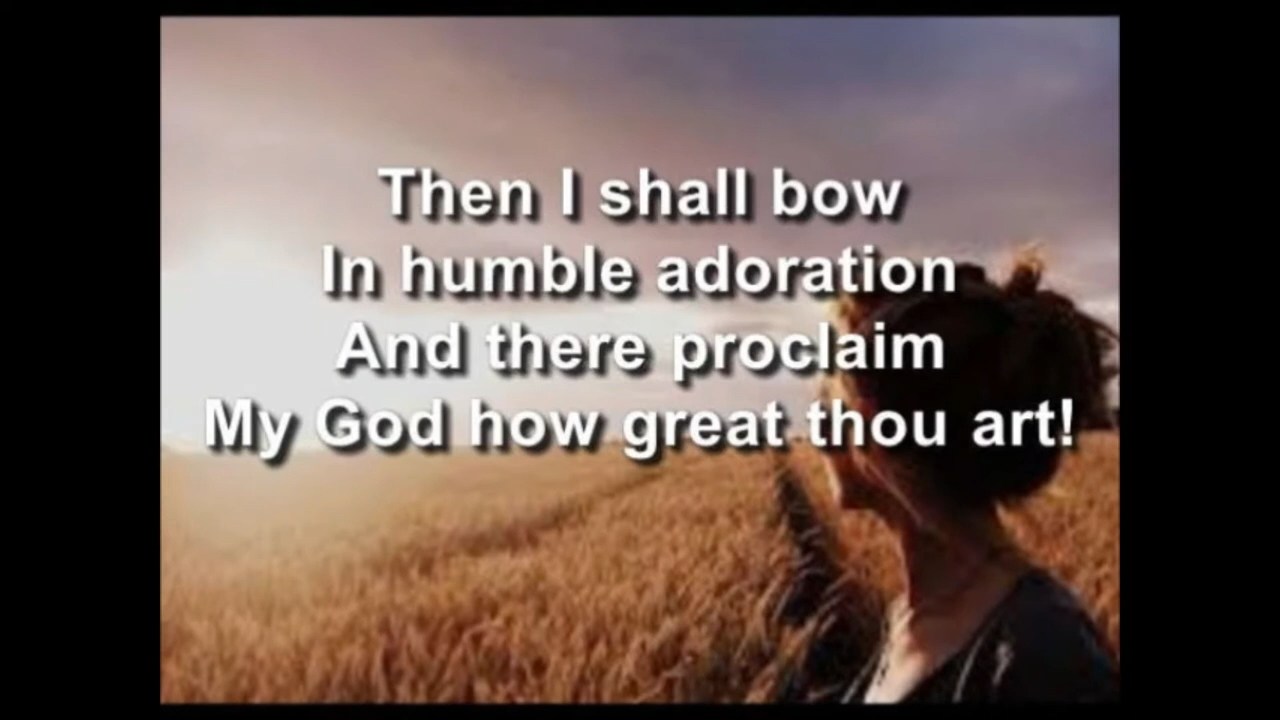 Then I shall bow
In humble adoration
And there proclaim
My God how great thou art!